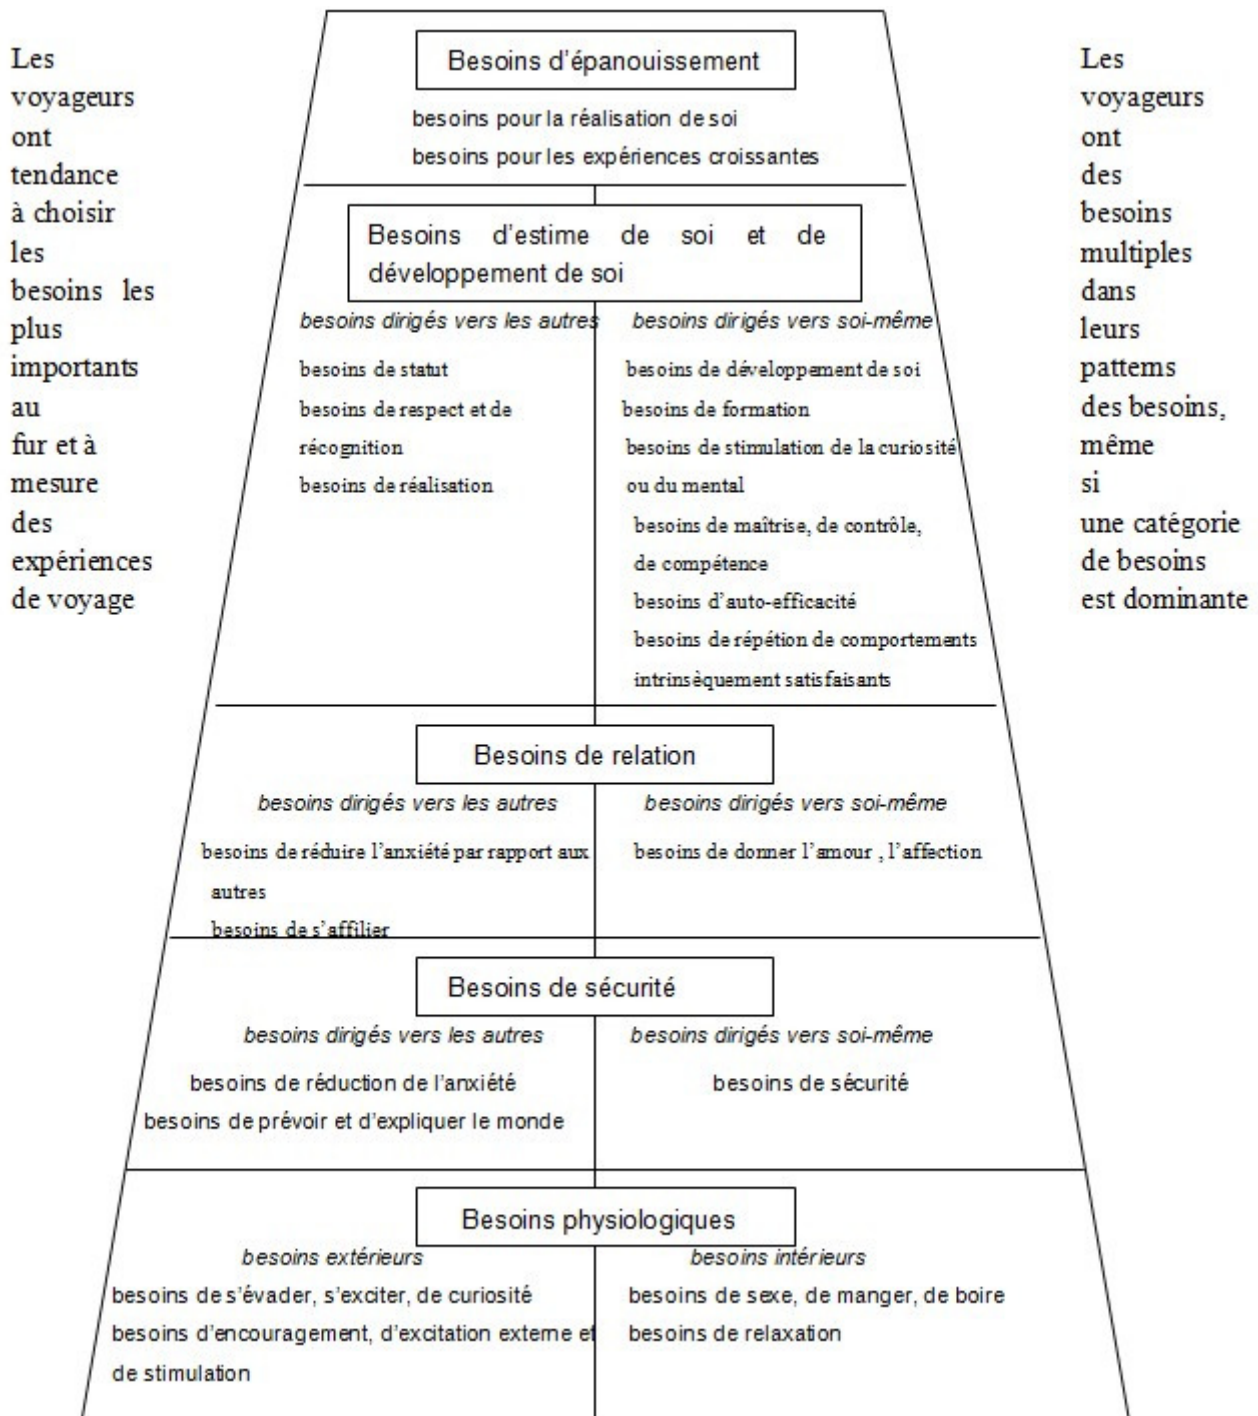 Les
voyageurs
ont
tendance
à choisir
les
besoins les
plus
importants
au
fur et à
mesure
des
expériences
de voyage
Besoins d'épanouissement
besoins pour la réalisation de soi
besoins pour les expériences croissantes
Besoins d'estime de soi et de
développement de soi
besoins dirigés vers les autres
besoins de statut
besoins de respect et de
récognition
besoins de réalisation
besoins dirigés vers soi-même
besoins de développement de soi
besoins de formation
besoins de stimulation de la curiosité
ou du mental
besoins de maîtrise, de contrôle,
de compétence
besoins d'auto-efficacité
besoins de répétion de comportements
intrinsèquement satisfaisants
Besoins de relation
besoins dirigés vers les autres
besoins de réduire l'anxiété par rapport aux
autres
besoins de s'affilier
besoins dirigés vers soi-même
besoins de donner l'amour , l'affection
Besoins de sécurité
besoins dirigés vers les autres
besoins de réduction de l'anxiété
besoins de prévoir et d'expliquer le monde
besoins dirigés vers soi-même
besoins de sécurité
Besoins physiologiques
besoins extérieurs
besoins de s'évader, s'exciter, de curiosité
besoins d'encouragement, d'excitation externe et
de stimulation
besoins intérieurs
besoins de sexe, de manger, de boire
besoins de relaxation
Les
voyageurs
ont
des
besoins
multiples
dans
leurs
patterns
des besoins,
même
si
une catégorie
de besoins
est dominante